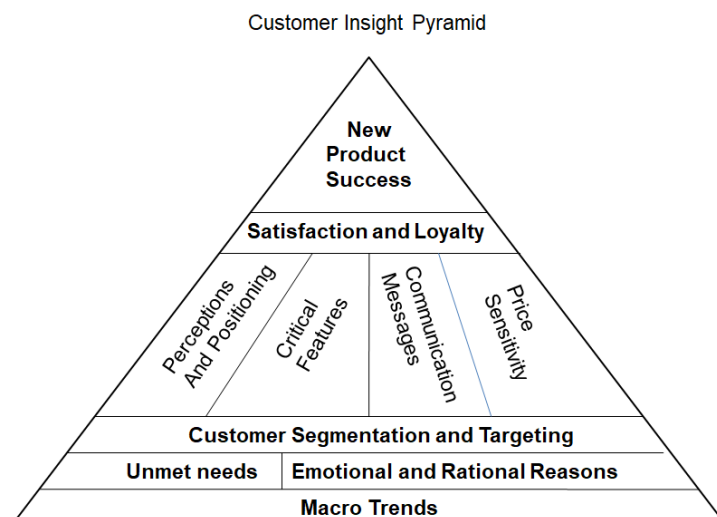 Customer Insight Pyramid
New
Product
Success
Satisfaction and Loyalty
Perceptions
And Positioning
Critical
Features
Communication
Messages
Price
Sensitivity
Customer Segmentation and Targeting
Unmet needs
Emotional and Rational Reasons
Macro Trends